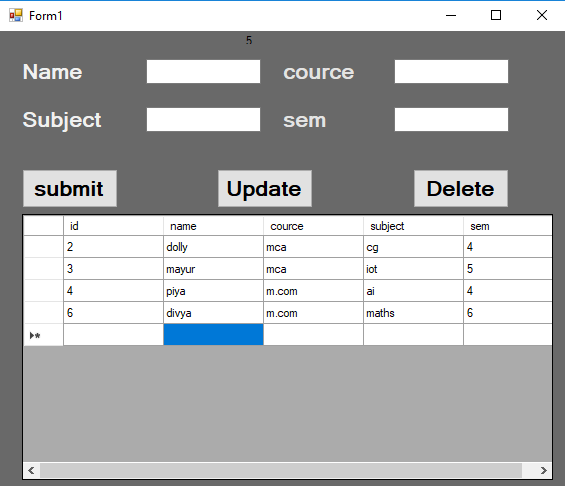 Form1
5
Name cource
Subject sem
submit Update Delete
id name cource subject sem
2 dolly mca cg 4
3 mayur mca iot 5
4 piya m.com ai 4
6 divya m.com maths 6